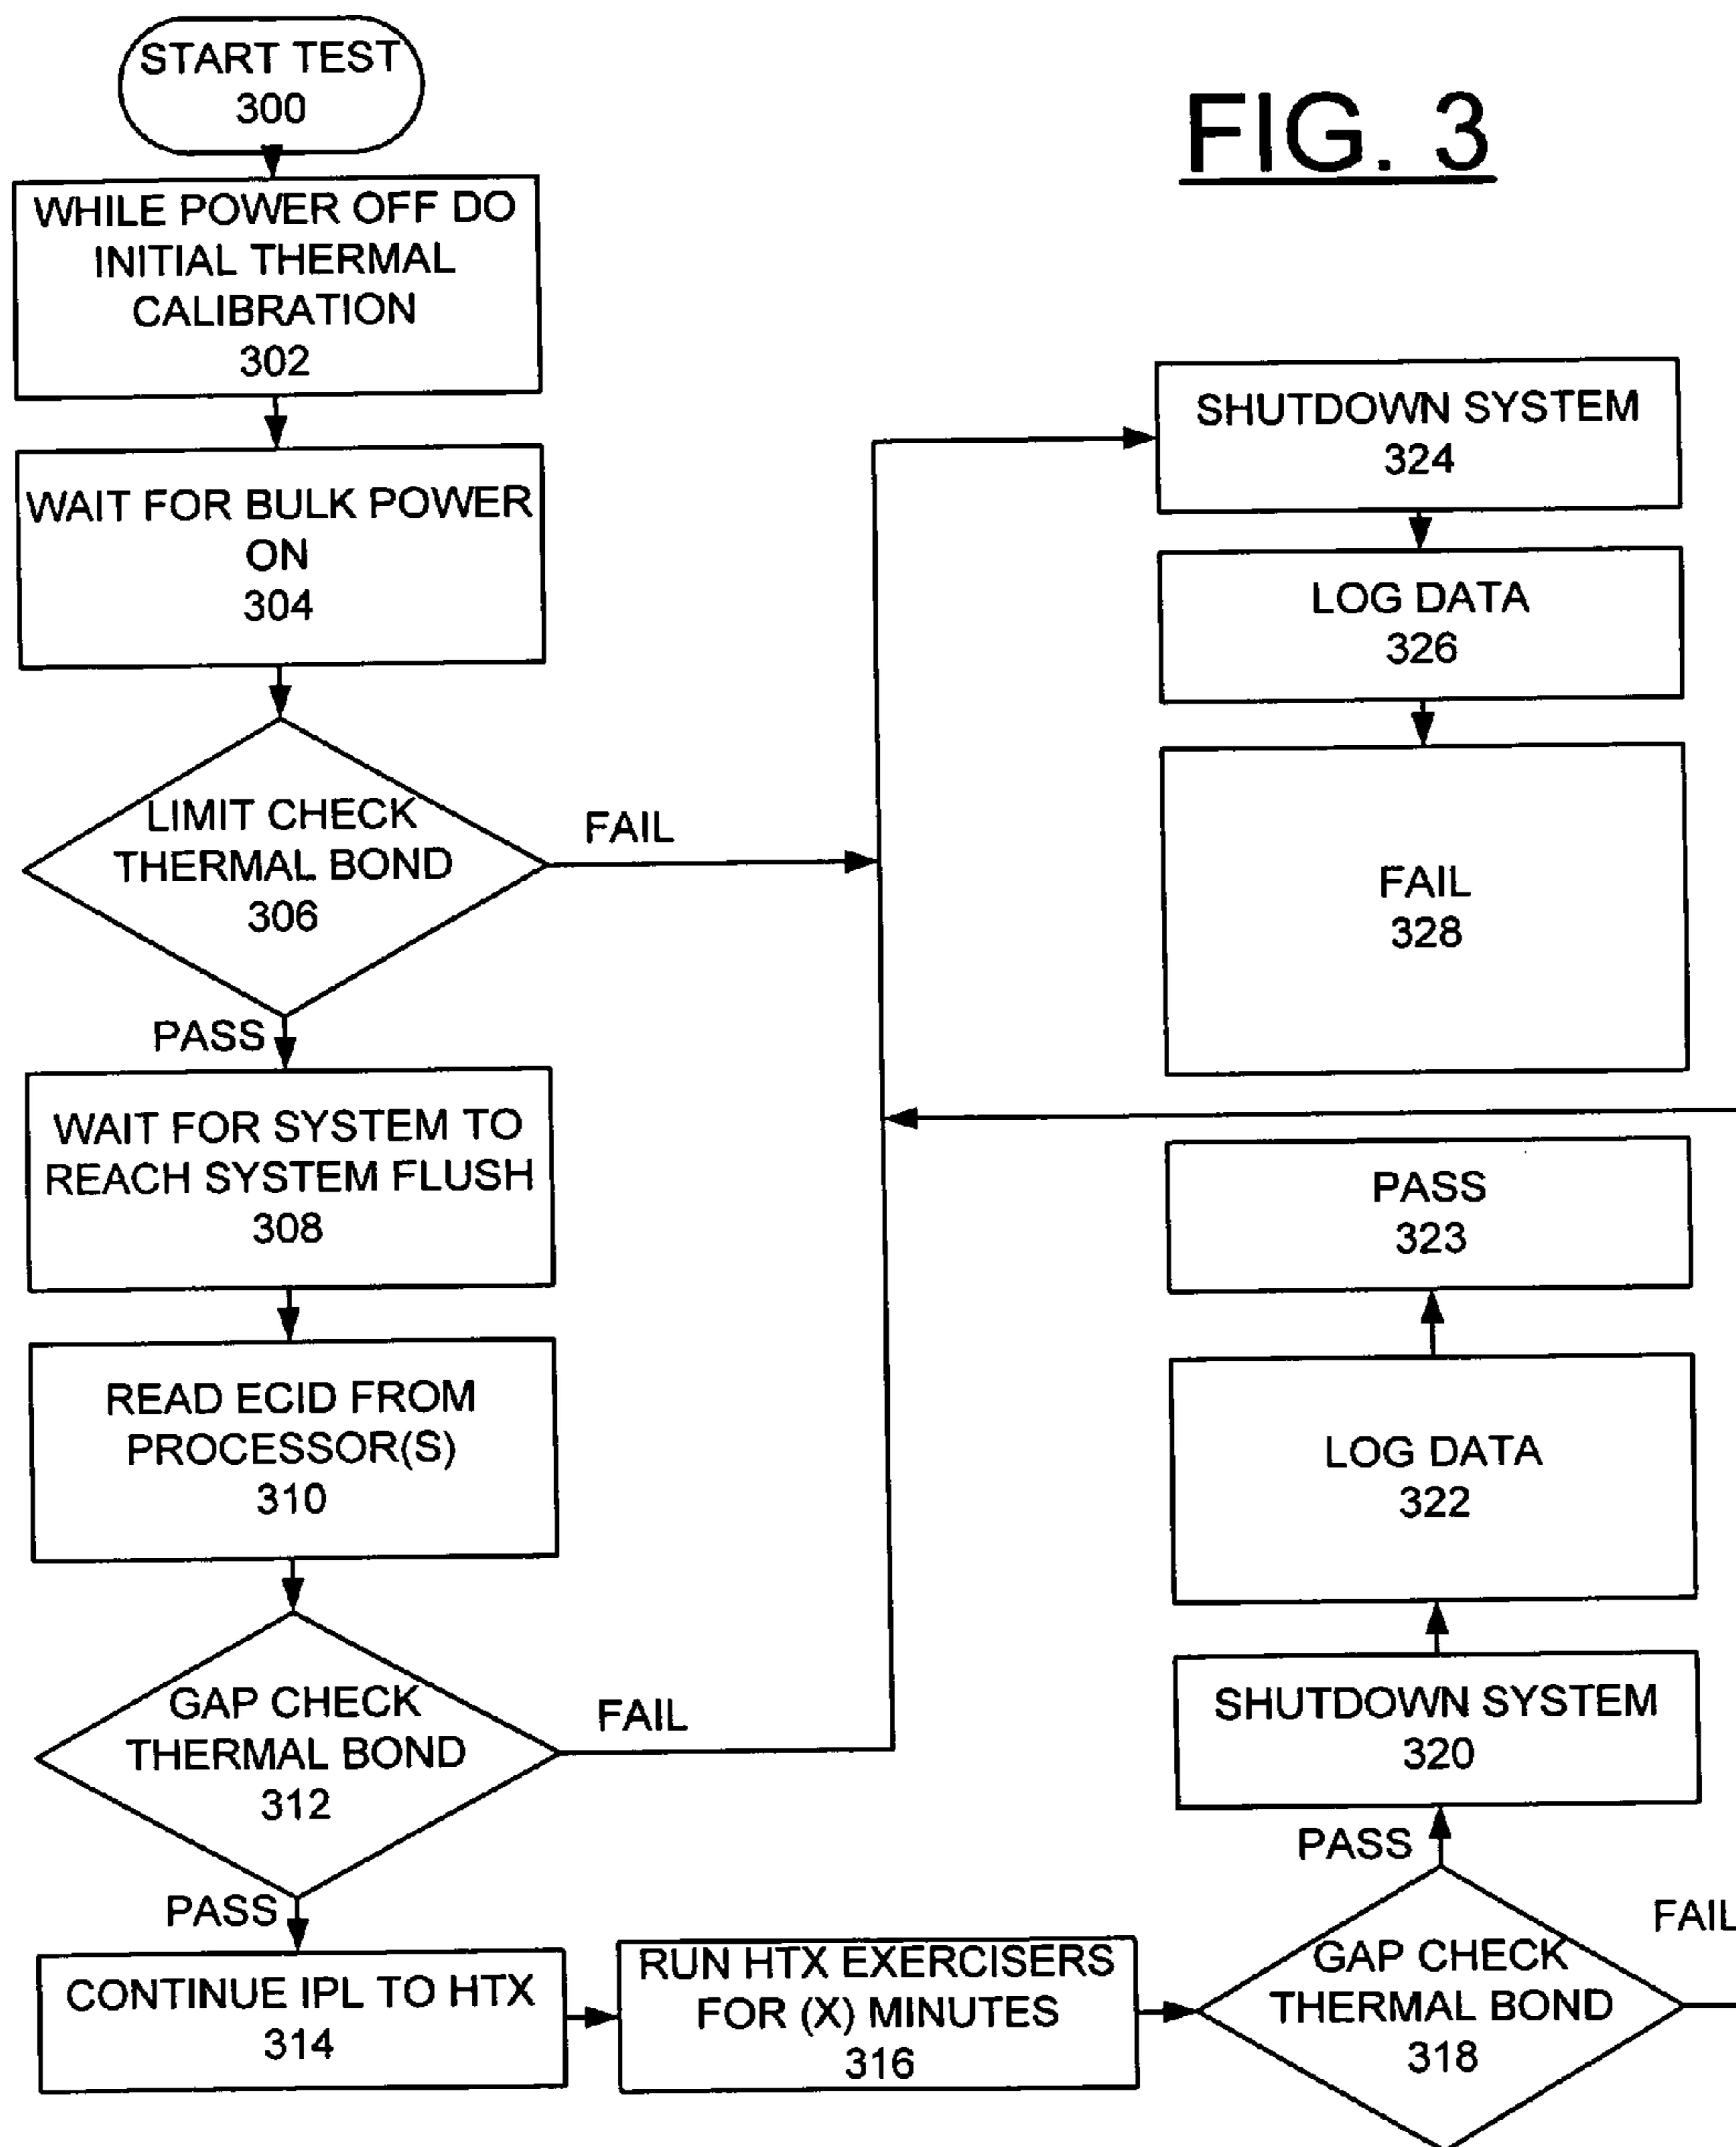 START TEST
300
FIG. 3
WHILE POWER OFF DO
INITIAL THERMAL
CALIBRATION
302
WAIT FOR BULK POWER
ON
304
LIMIT CHECK
THERMAL BOND
306
FAIL
PASS
WAIT FOR SYSTEM TO
REACH SYSTEM FLUSH
308
READ ECID FROM
PROCESSOR(S)
310
GAP CHECK
THERMAL BOND
312
FAIL
PASS
CONTINUE IPL TO HTX
314
RUN HTX EXERCISERS
FOR (X) MINUTES
316
GAP CHECK
THERMAL BOND
318
FAIL
PASS
SHUTDOWN SYSTEM
320
LOG DATA
322
PASS
323
SHUTDOWN SYSTEM
324
LOG DATA
326
FAIL
328